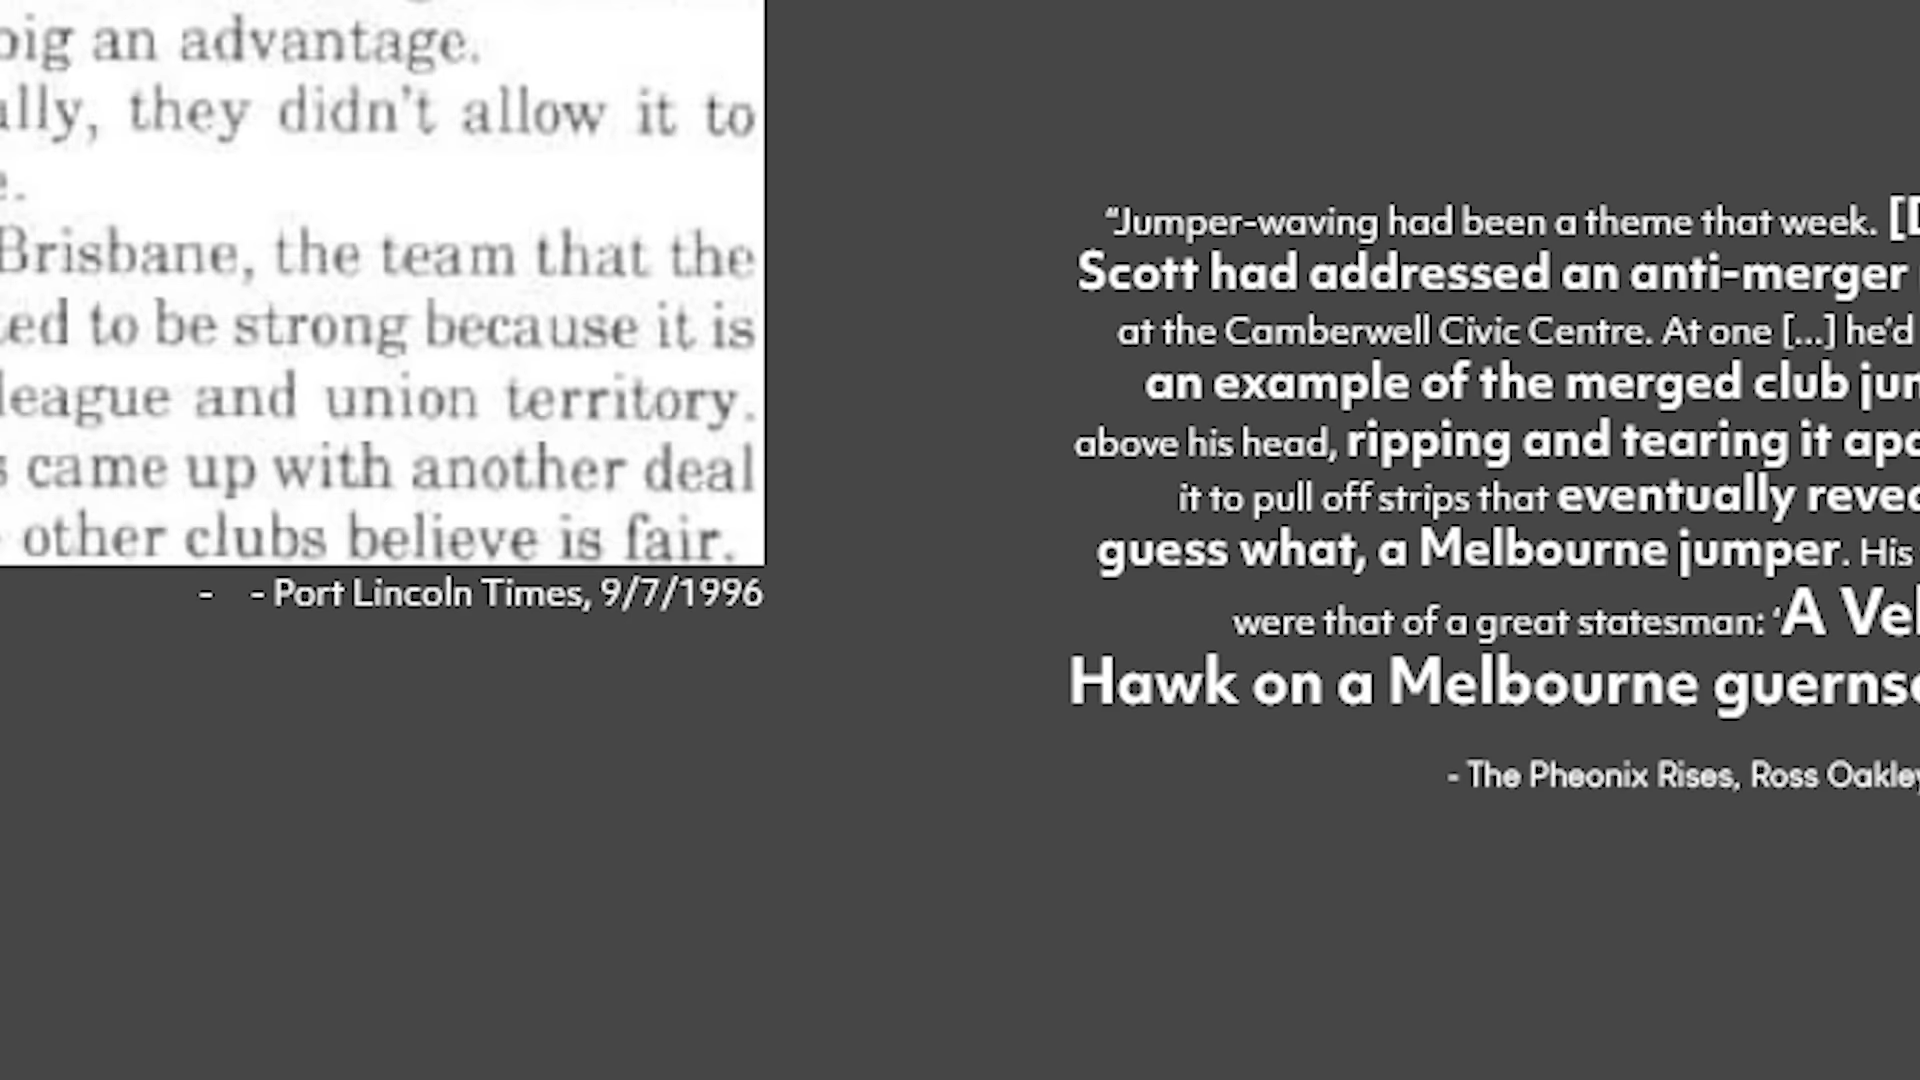 big an advantage.
they didn't allow it to
Brisbane, the team that the
to be strong because it is
league and union territory.
came up with another deal
other clubs believe is fair.
- - Port Lincoln Times, 9/7/1996
“Jumper-waving had been a theme that week.
Scott had addressed an anti-merger
at the Camberwell Civic Centre. At one [...] he’d
an example of the merged club
above his head, ripping and tearing it
it to pull off strips that eventually
guess what, a Melbourne jumper. His
were that of a great statesman: ‘A
Hawk on a Melbourne
- The Pheonix Rises, Ross Oakley